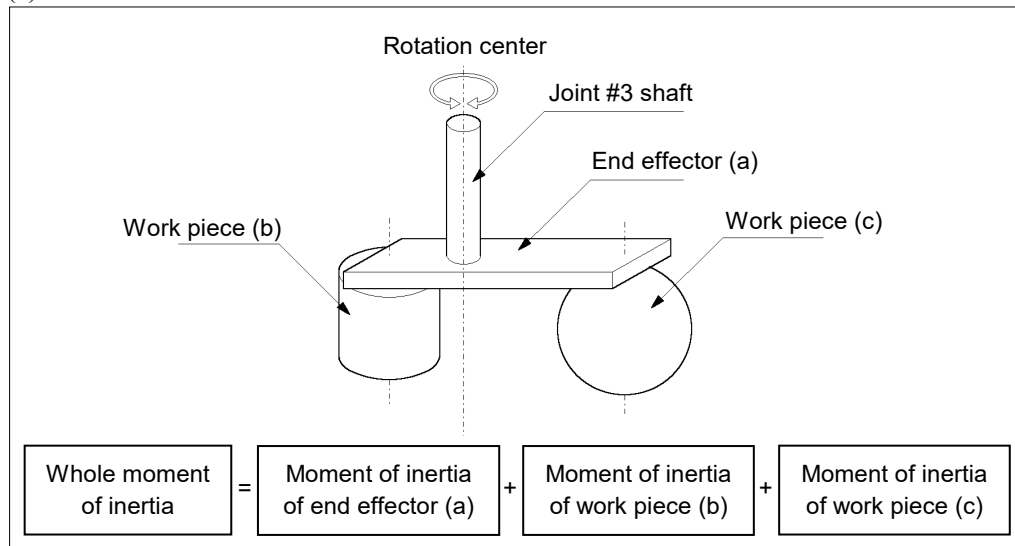 Rotation center
Joint #3 shaft
End effector (a)
Work piece (b)
Work piece (c)
Whole moment
of inertia
=
Moment of inertia
of end effector (a)
+
Moment of inertia
of work piece (b)
+
Moment of inertia
of work piece (c)